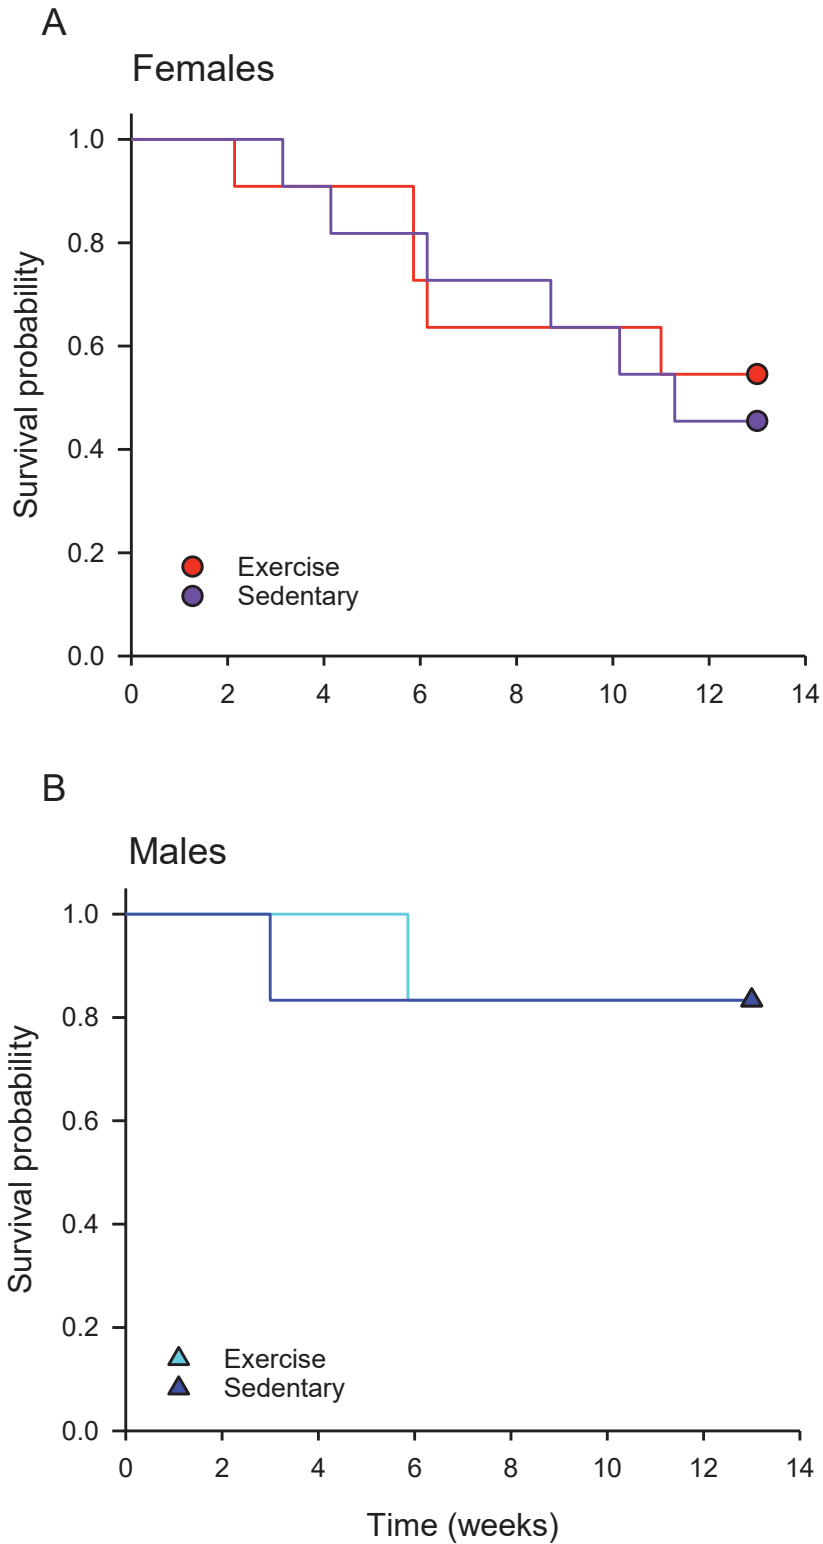 A
Females
1.0
0.8
0.6
0.4
0.2
0.0
Survival probability
Exercise
Sedentary
0 2 4 6 8 10 12 14
B
Males
1.0
0.8
0.6
0.4
0.2
0.0
Survival probability
Exercise
Sedentary
0 2 4 6 8 10 12 14
Time (weeks)